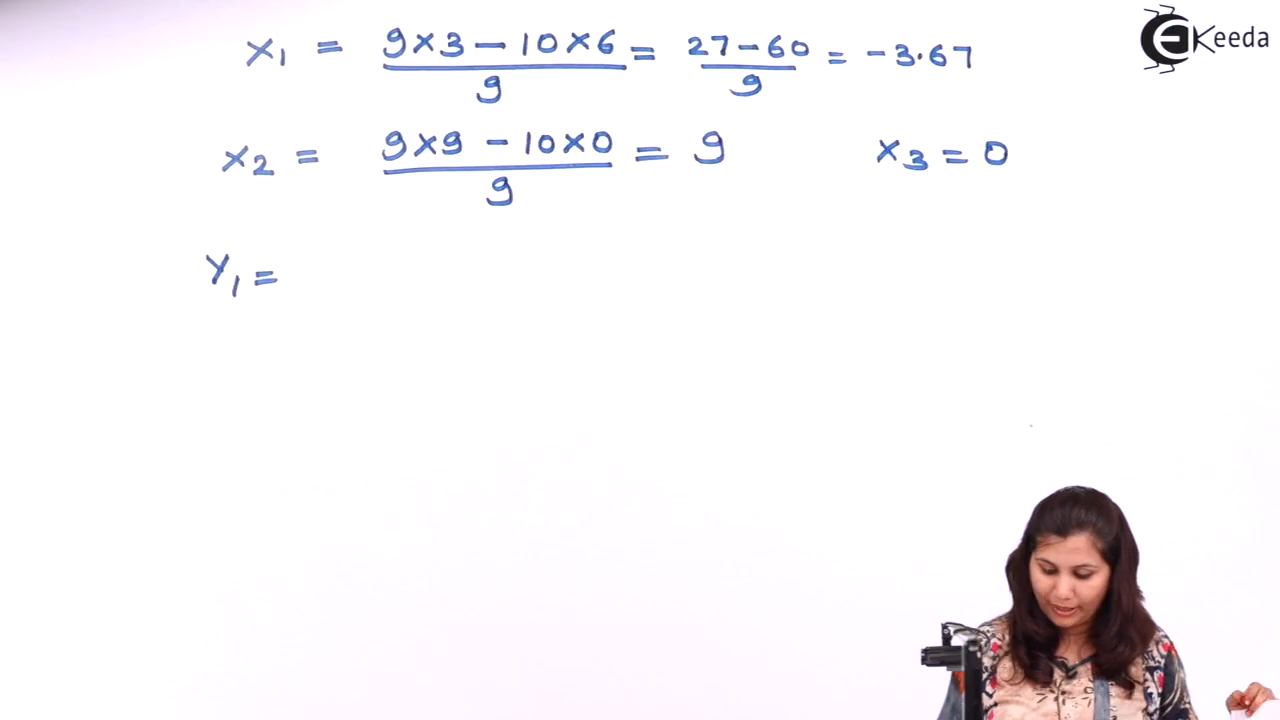 EKeeda
X1 = 9×3 – 10×6 / 9 = 27 – 60 / 9 = –3.67
X2 = 9×9 – 10×0 / 9 = 9 X3 = 0
Y1 =